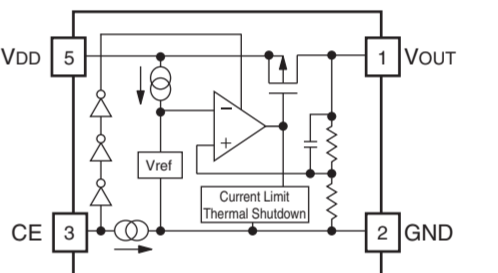 VDD 5 1 VOUT
−
+
Vref
Current Limit
Thermal Shutdown
CE 3 2 GND